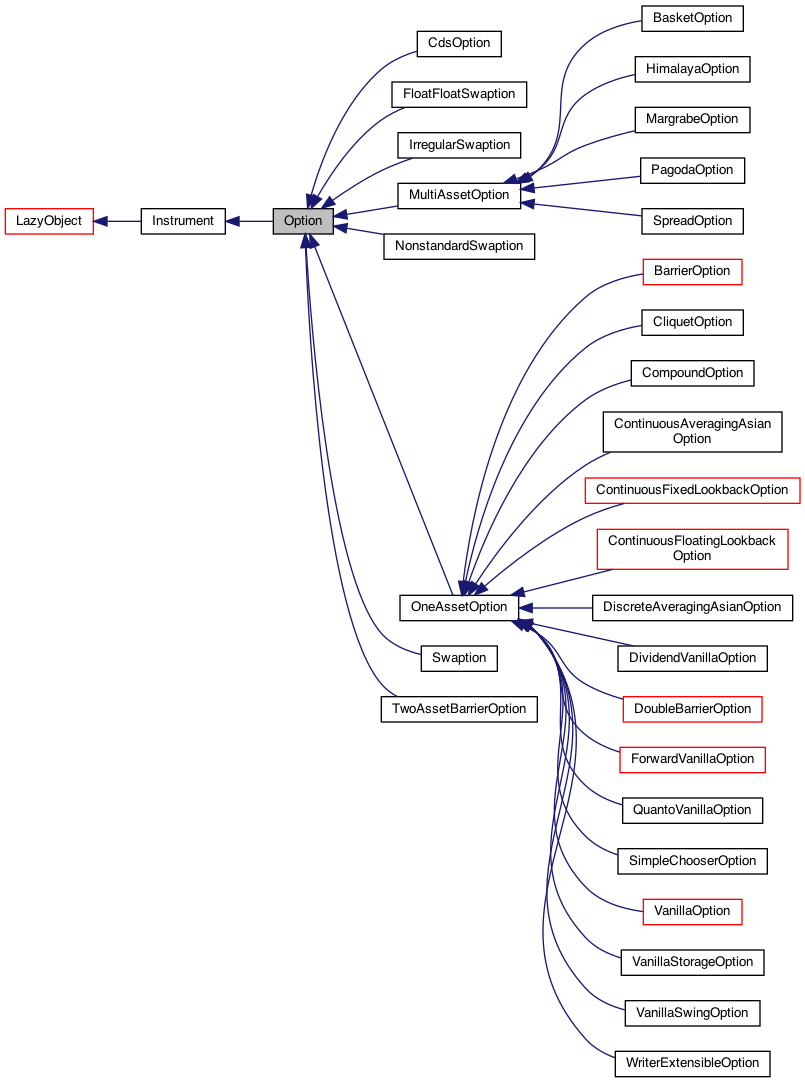 LazyObject
Instrument
Option
CdsOption
FloatFloatSwaption
IrregularSwaption
MultiAssetOption
NonstandardSwaption
OneAssetOption
Swaption
TwoAssetBarrierOption
BasketOption
HimalayaOption
MargrabeOption
PagodaOption
SpreadOption
BarrierOption
CliquetOption
CompoundOption
ContinuousAveragingAsian
Option
ContinuousFixedLookbackOption
ContinuousFloatingLookback
Option
DiscreteAveragingAsianOption
DividendVanillaOption
DoubleBarrierOption
ForwardVanillaOption
QuantoVanillaOption
SimpleChooserOption
VanillaOption
VanillaStorageOption
VanillaSwingOption
WriterExtensibleOption